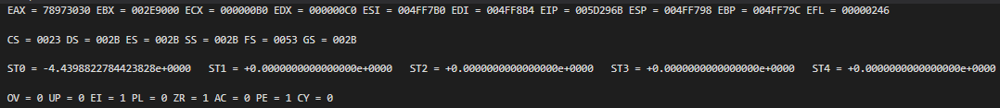 EAX = 78973030 EBX = 002E9000 ECX = 000000B0 EDX = 000000C0 ESI = 004FF7B0 EDI = 004FF8B4 EIP = 005D296B ESP = 004FF798 EBP = 004FF79C EFL = 00000246
CS = 0023 DS = 002B ES = 002B SS = 002B FS = 0053 GS = 002B
ST0 = -4.4398822784423828e+0000 ST1 = +0.0000000000000000e+0000 ST2 = +0.0000000000000000e+0000 ST3 = +0.0000000000000000e+0000 ST4 = +0.0000000000000000e+0000
OV = 0 UP = 0 EI = 1 PL = 0 ZR = 1 AC = 0 PE = 1 CY = 0